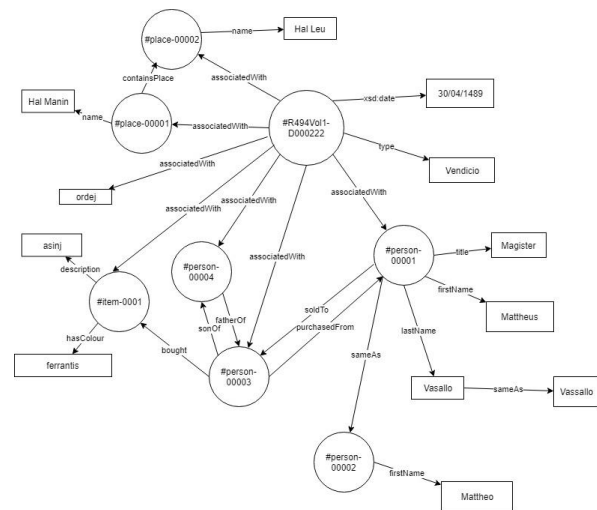 #place-00002
name
Hal Leu
containsPlace
associatedWith
Hal Manin
name
#place-00001
associatedWith
#R494Vol1-
D000222
xsd:date
30/04/1489
type
Vendicio
associatedWith
ordej
associatedWith
associatedWith
associatedWith
associatedWith
asinj
description
#item-0001
hasColour
ferrantis
#person-
00004
fatherOf
sonOf
bought
#person-
00003
soldTo
purchasedFrom
#person-
00001
title
Magister
firstName
Mattheus
lastName
Vasallo
sameAs
Vassallo
sameAs
#person-
00002
firstName
Mattheo